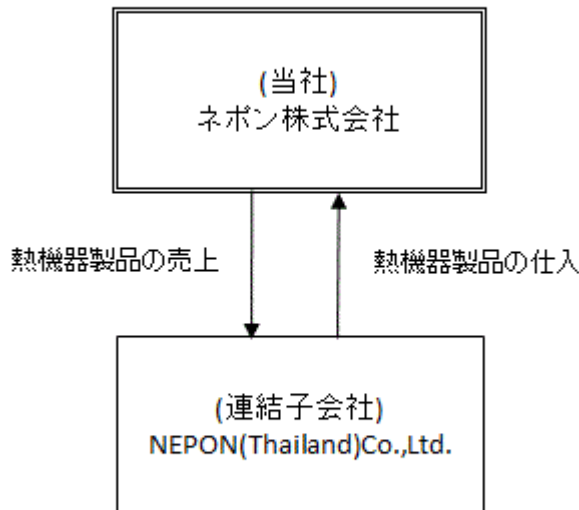 (当社)
ネポン株式会社
熱機器製品の売上
熱機器製品の仕入
(連結子会社)
NEPON(Thailand)Co.,Ltd.